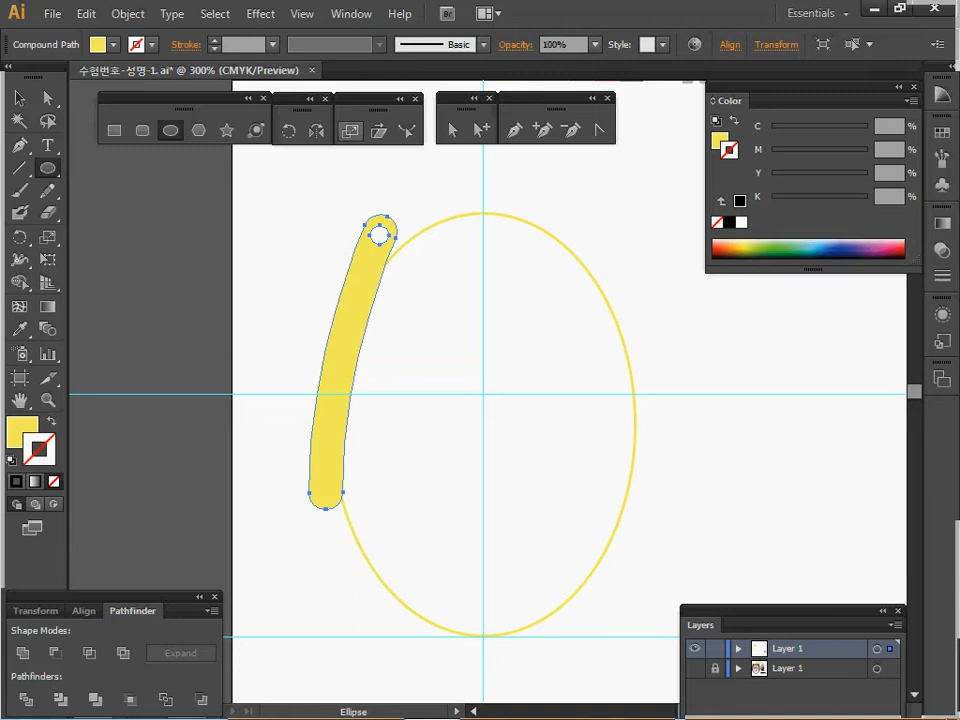 Ai File Edit Object Type Select Effect View Window Help Br Essentials
Compound Path Stroke: Basic Opacity: 100% Style: Align Transform
수험번호-성명-1.ai* @ 300% (CMYK/Preview)
Color
C %
M %
Y %
K %
Transform Align Pathfinder
Shape Modes:
Expand
Pathfinders:
Layers
Layer 1
Layer 1
Ellipse